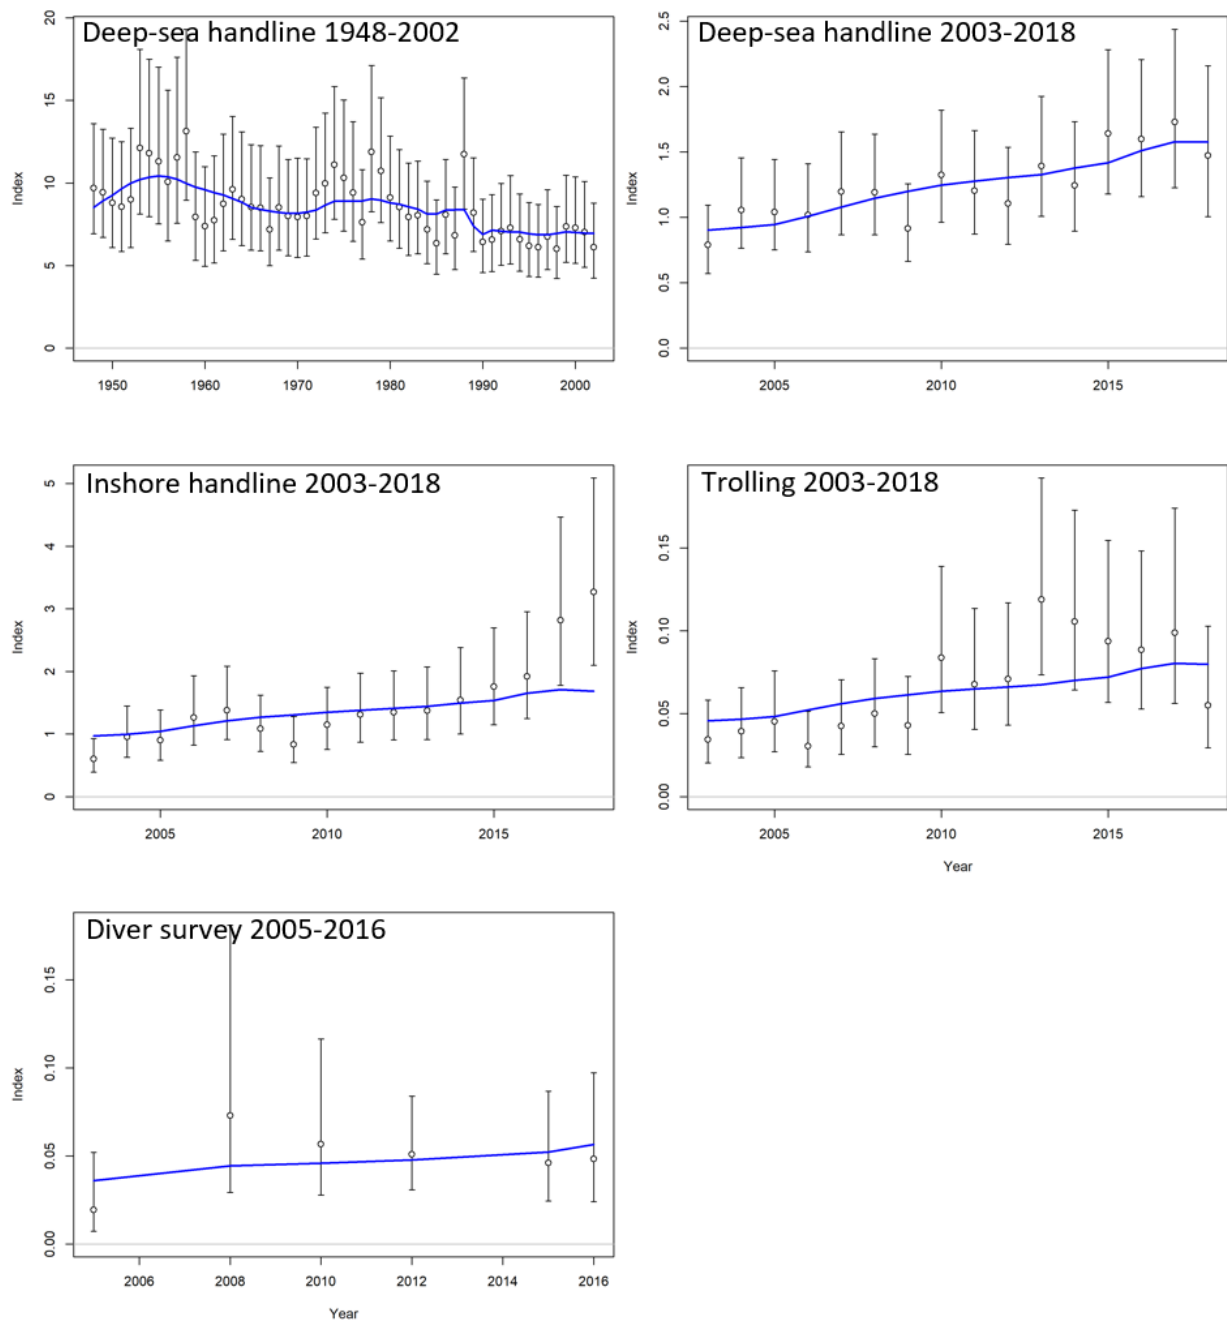 Deep-sea handline 1948-2002
20
15
10
5
0
Index
1950 1960 1970 1980 1990 2000
Deep-sea handline 2003-2018
2.5
2.0
1.5
1.0
0.5
0.0
Index
2005 2010 2015
Inshore handline 2003-2018
5
4
3
2
1
0
Index
2005 2010 2015
Trolling 2003-2018
0.15
0.10
0.05
0.00
Index
2005 2010 2015
Year
Diver survey 2005-2016
0.15
0.10
0.05
0.00
Index
2006 2008 2010 2012 2014 2016
Year